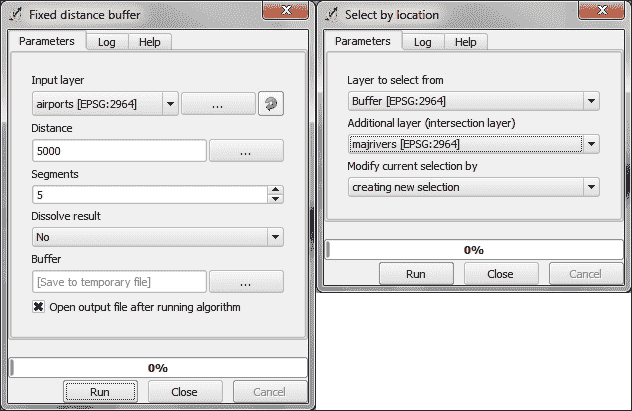 Fixed distance buffer
Parameters Log Help
Input layer
airports [EPSG:2964] ...
Distance
5000 ...
Segments
5
Dissolve result
No
Buffer
[Save to temporary file] ...
Open output file after running algorithm
0%
Run Close Cancel
Select by location
Parameters Log Help
Layer to select from
Buffer [EPSG:2964]
Additional layer (intersection layer)
majrivers [EPSG:2964]
Modify current selection by
creating new selection
0%
Run Close Cancel